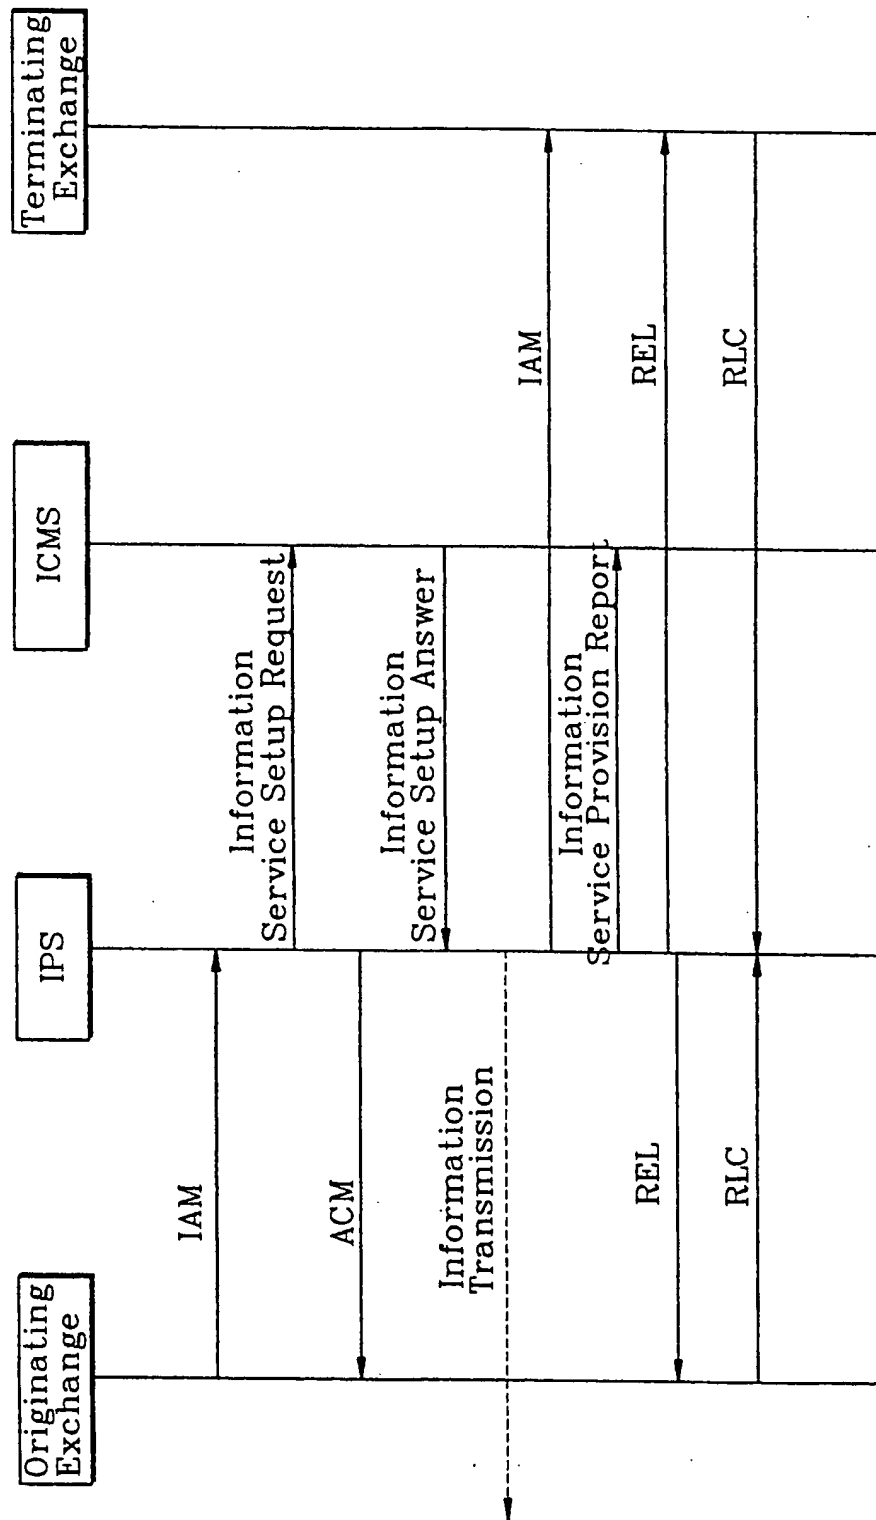 Originating
Exchange
IPS
ICMS
Terminating
Exchange
IAM
Information
Service Setup Request
ACM
Information
Service Setup Answer
Information
Transmission
IAM
Information
Service Provision Report
REL
REL
RLC
RLC